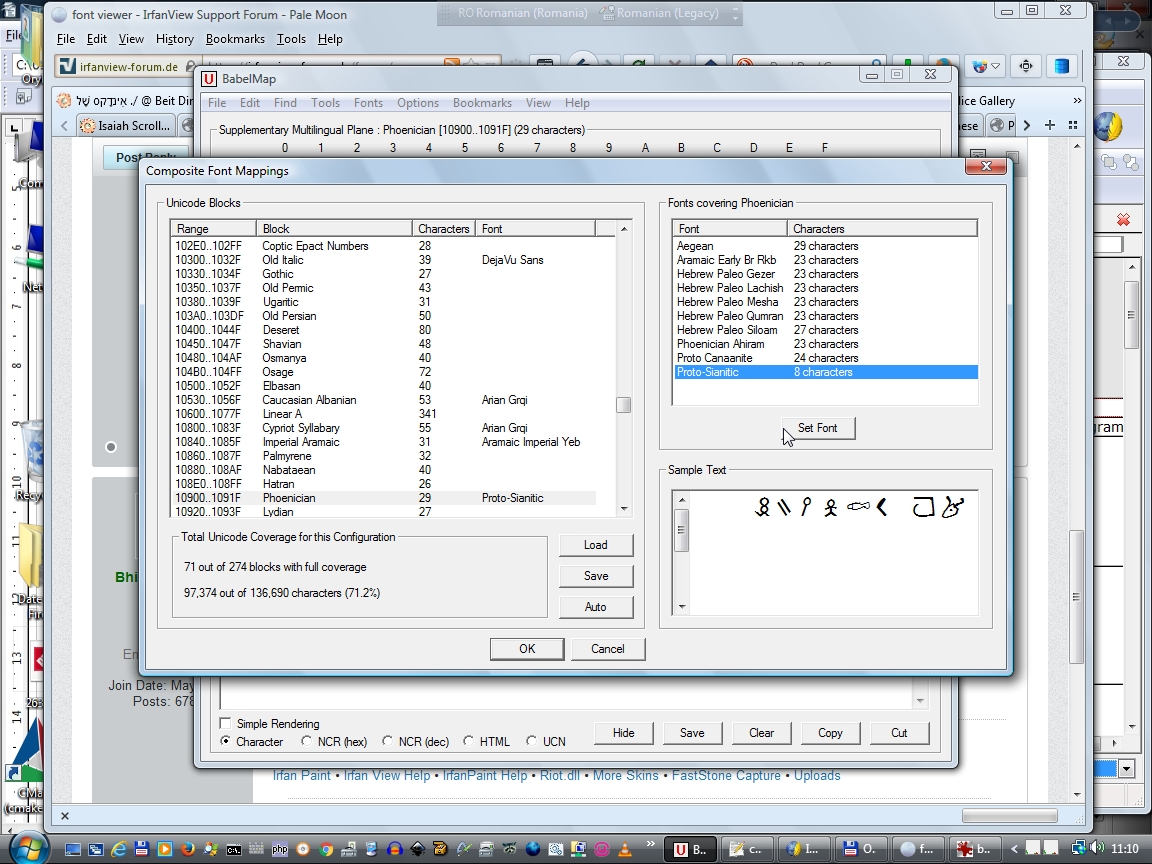 font viewer - IrfanView Support Forum - Pale Moon
RO Romanian (Romania) Romanian (Legacy)
File Edit View History Bookmarks Tools Help
irfanview-forum.de
BabelMap
File Edit Find Tools Fonts Options Bookmarks View Help
Isaiah Scroll...
Supplementary Multilingual Plane : Phoenician [10900..1091F] (29 characters)
0 1 2 3 4 5 6 7 8 9 A B C D E F
Composite Font Mappings
Unicode Blocks
Range Block Characters Font
102E0..102FF Coptic Epact Numbers 28
10300..1032F Old Italic 39 DejaVu Sans
10330..1034F Gothic 27
10350..1037F Old Permic 43
10380..1039F Ugaritic 31
103A0..103DF Old Persian 50
10400..1044F Deseret 80
10450..1047F Shavian 48
10480..104AF Osmanya 40
104B0..104FF Osage 72
10500..1052F Elbasan 40
10530..1056F Caucasian Albanian 53 Arian Grqi
10600..1077F Linear A 341
10800..1083F Cypriot Syllabary 55 Arian Grqi
10840..1085F Imperial Aramaic 31 Aramaic Imperial Yeb
10860..1087F Palmyrene 32
10880..108AF Nabataean 40
108E0..108FF Hatran 26
10900..1091F Phoenician 29 Proto-Sianitic
10920..1093F Lydian 27
Total Unicode Coverage for this Configuration
71 out of 274 blocks with full coverage
97,374 out of 136,690 characters (71.2%)
Load
Save
Auto
Fonts covering Phoenician
Font Characters
Aegean 29 characters
Aramaic Early Br Rkb 23 characters
Hebrew Paleo Gezer 23 characters
Hebrew Paleo Lachish 23 characters
Hebrew Paleo Mesha 23 characters
Hebrew Paleo Qumran 23 characters
Hebrew Paleo Siloam 27 characters
Phoenician Ahiram 23 characters
Proto Canaanite 24 characters
Proto-Sianitic 8 characters
Set Font
Sample Text
OK Cancel
Join Date: May
Posts: 678
Simple Rendering
Character NCR (hex) NCR (dec) HTML UCN
Hide Save Clear Copy Cut
Irfan Paint • Irfan View Help • IrfanPaint Help • Riot.dll • More Skins • FastStone Capture • Uploads
B.. c... I... O.. f... b...
11:10